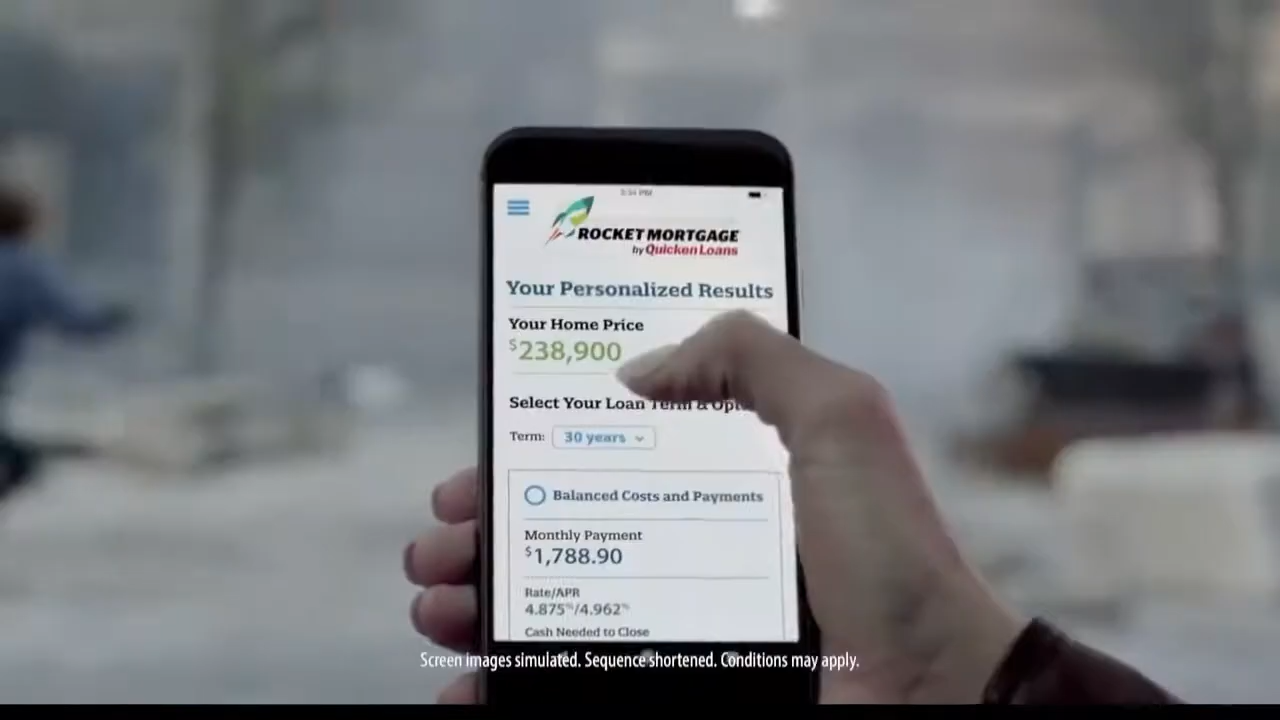 ROCKET MORTGAGE
by Quicken Loans
Your Personalized Results
Your Home Price
$238,900
Select Your Loan Term & Opt
Term: 30 years
Balanced Costs and Payments
Monthly Payment
$1,788.90
Rate/APR
4.875%/4.962%
Cash Needed to Close
Screen images simulated. Sequence shortened. Conditions may apply.